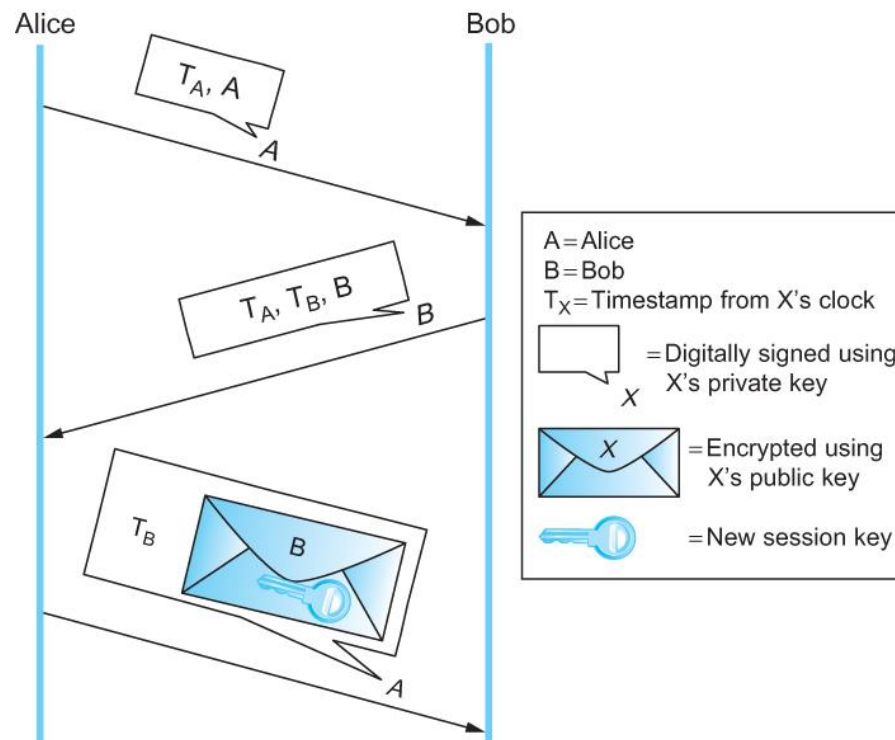 Alice
Bob
T_A, A
A
T_A, T_B, B
B
T_B
B
A
A=Alice
B=Bob
T_X=Timestamp from X's clock
=Digitally signed using
X's private key
X
X
=Encrypted using
X's public key
=New session key